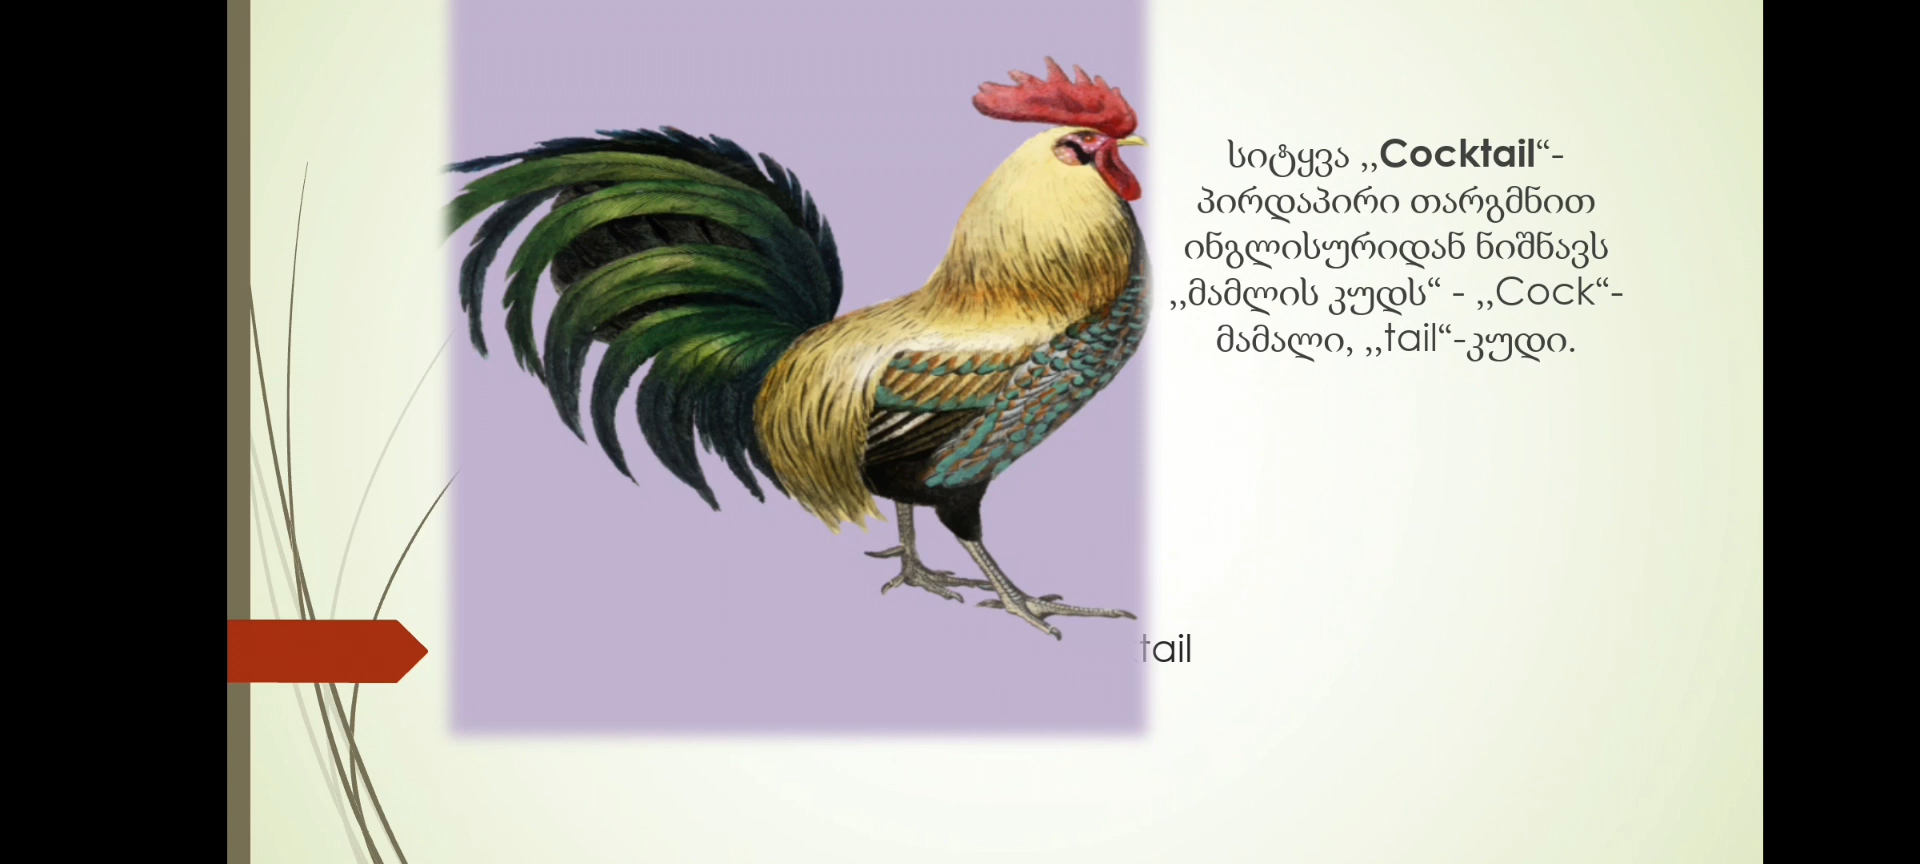 სიტყვა ,,Cocktail“-
პირდაპირი თარგმნით
ინგლისურიდან ნიშნავს
,,მამლის კუდს“ - ,,Cock“-
მამალი, ,,tail“-კუდი.
tail